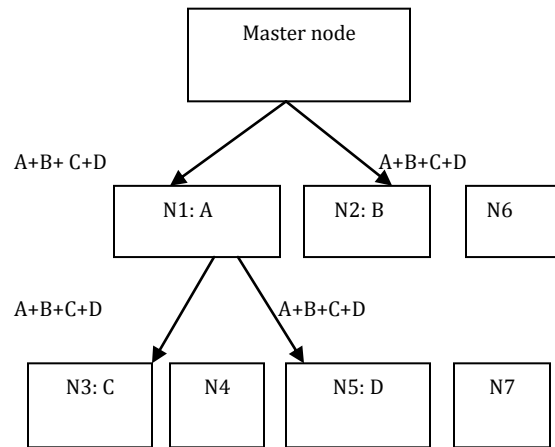 Master node
A+B+ C+D
A+B+C+D
N1: A
N2: B
N6
A+B+C+D
A+B+C+D
N3: C
N4
N5: D
N7